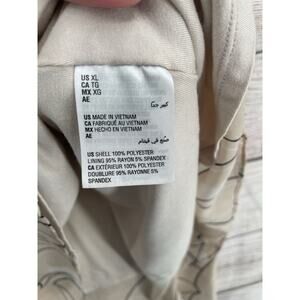 US XL
CA TG
MX XG
AE كبير جدًا
US MADE IN VIETNAM
CA FABRIQUÉ AU VIETNAM
MX HECHO EN VIETNAM
AE صنع في فيتنام
US SHELL 100% POLYESTER
LINING 95% RAYON 5% SPANDEX
CA EXTÉRIEUR 100% POLYESTER
DOUBLURE 95% RAYONNE 5%
SPANDEX